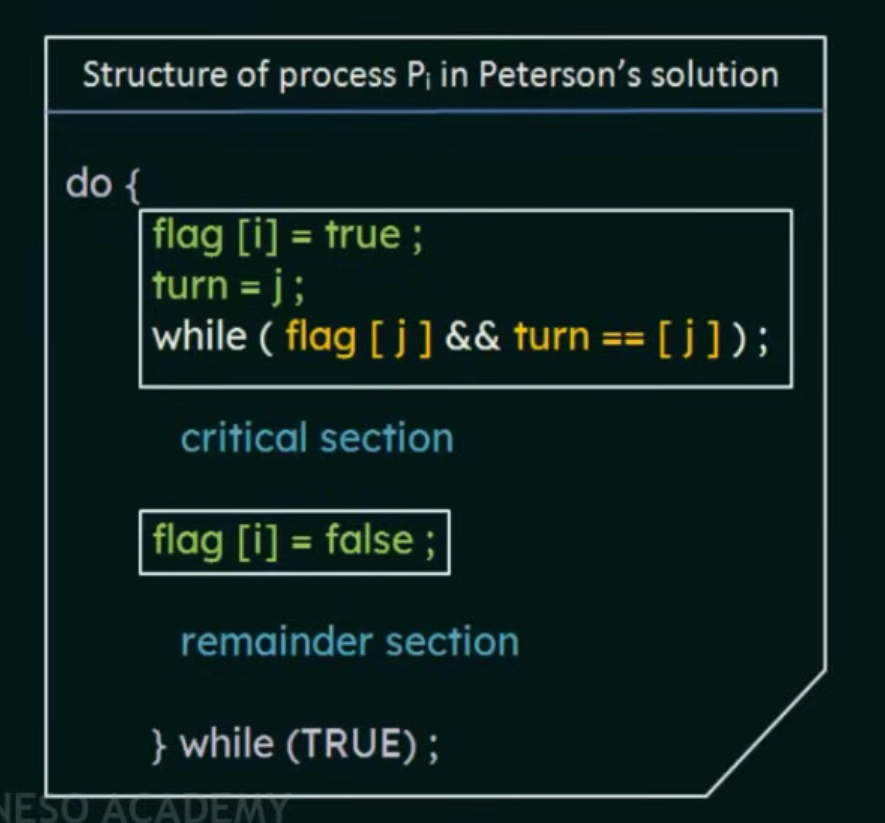 Structure of process Pi in Peterson's solution
do {
flag [i] = true ;
turn = j ;
while ( flag [ j ] && turn == [ j ] ) ;
critical section
flag [i] = false ;
remainder section
} while (TRUE) ;
NESO ACADEMY